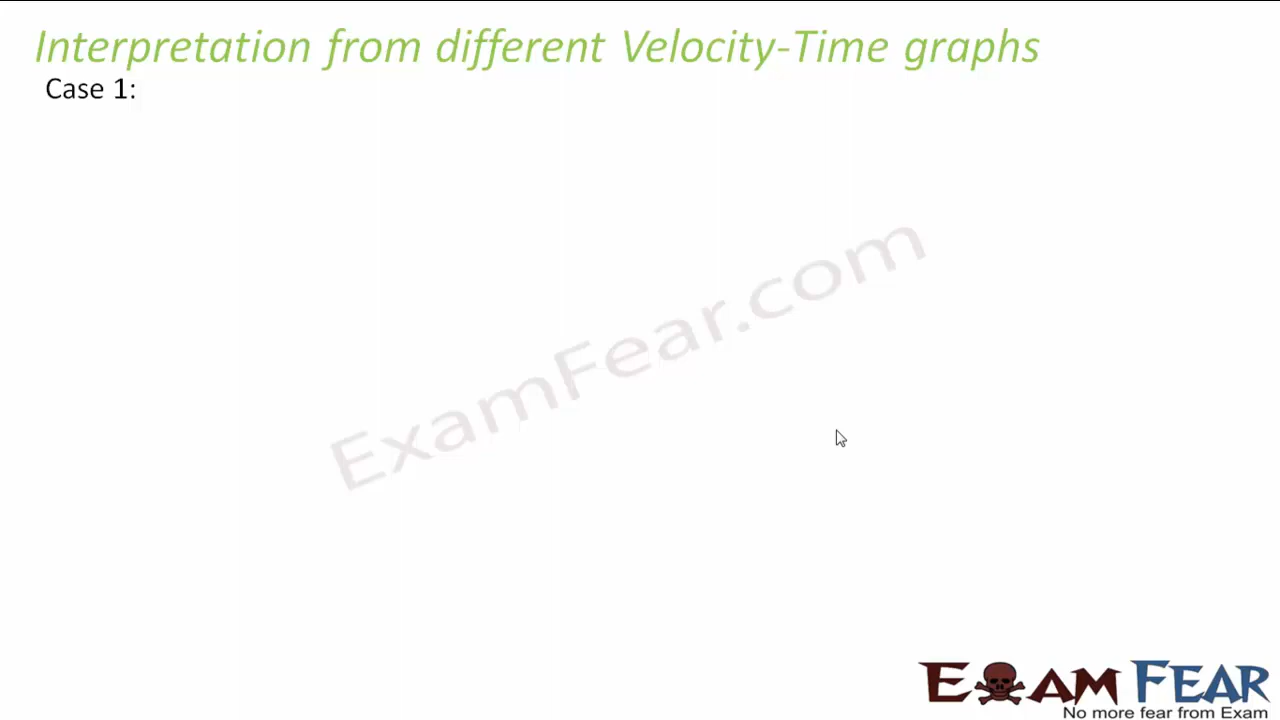 Interpretation from different Velocity-Time graphs
Case 1:
ExamFear.com
EXAM FEAR
No more fear from Exam